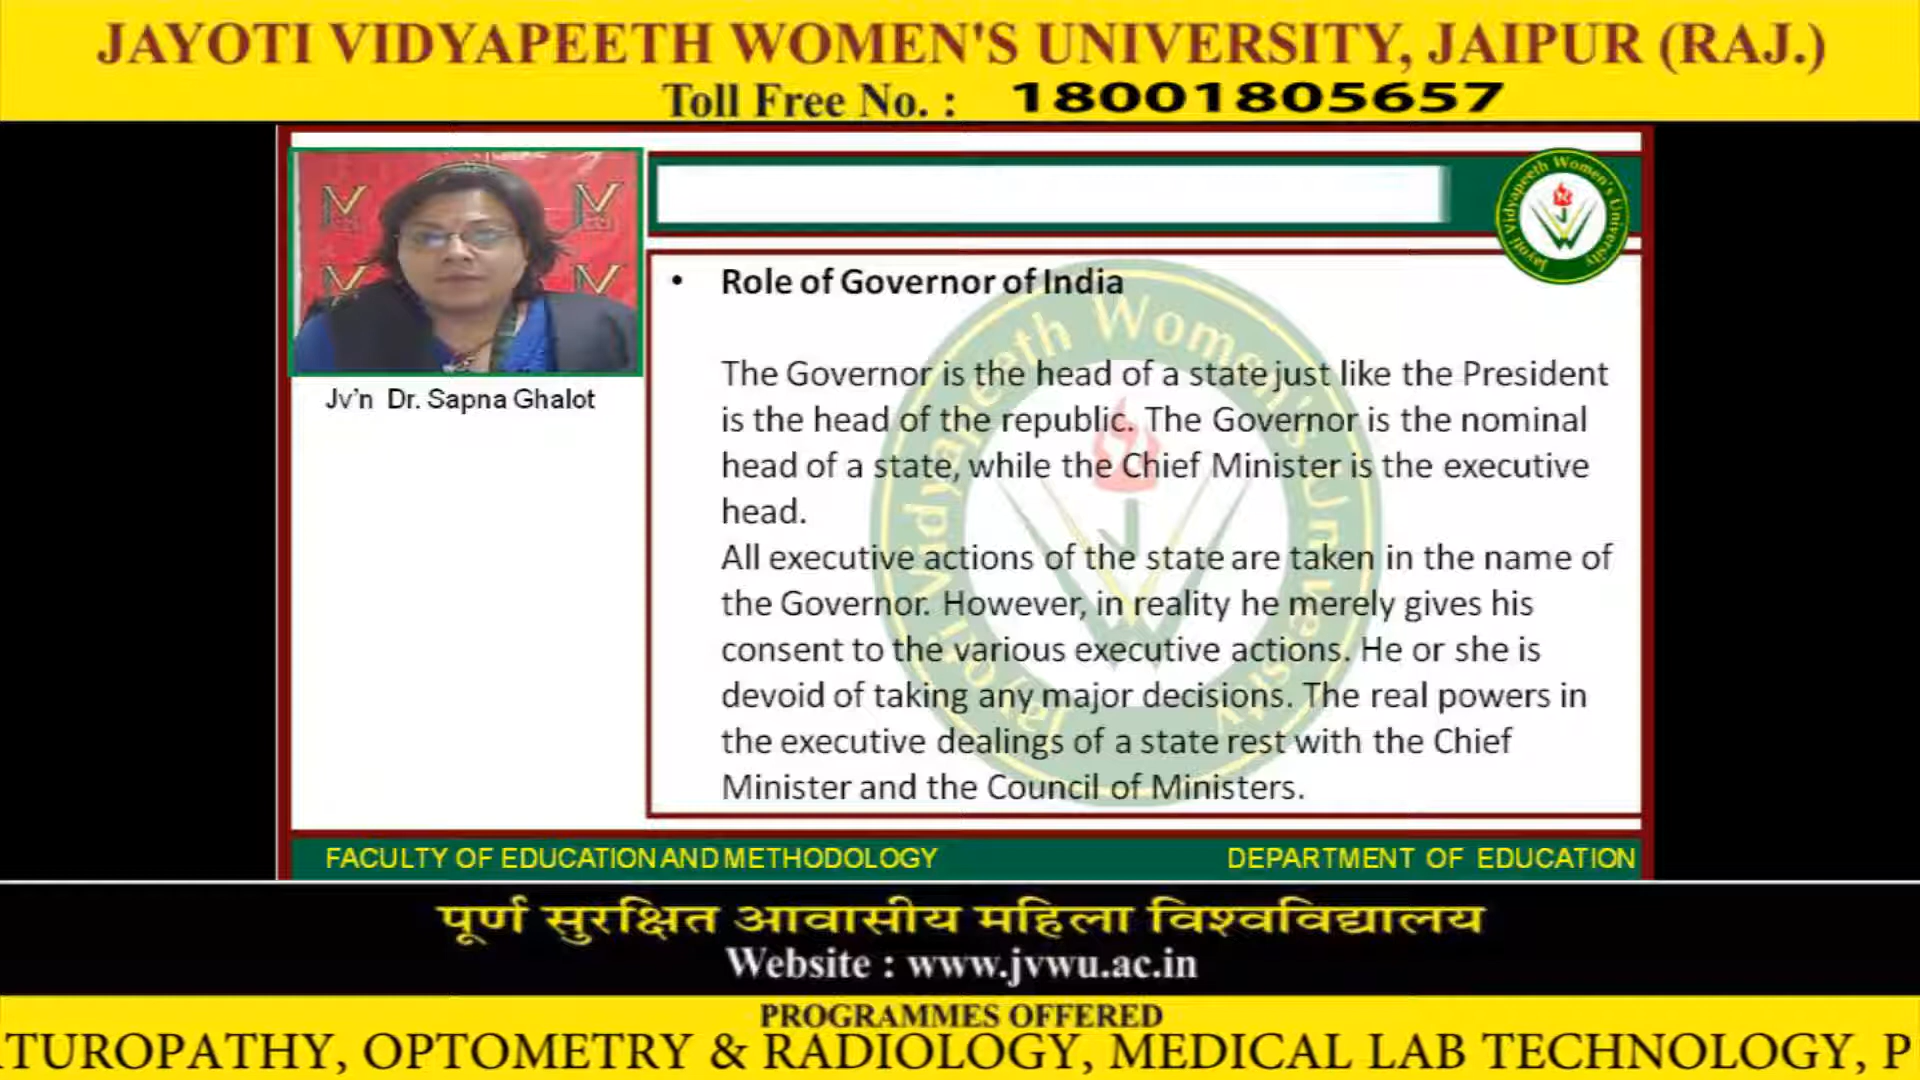 JAYOTI VIDYAPEETH WOMEN'S UNIVERSITY, JAIPUR (RAJ.)
Toll Free No. : 18001805657
Jayoti Vidyapeeth Women's University
Jv'n Dr. Sapna Ghalot
• Role of Governor of India
The Governor is the head of a state just like the President
is the head of the republic. The Governor is the nominal
head of a state, while the Chief Minister is the executive
head.
All executive actions of the state are taken in the name of
the Governor. However, in reality he merely gives his
consent to the various executive actions. He or she is
devoid of taking any major decisions. The real powers in
the executive dealings of a state rest with the Chief
Minister and the Council of Ministers.
FACULTY OF EDUCATION AND METHODOLOGY
DEPARTMENT OF EDUCATION
पूर्ण सुरक्षित आवासीय महिला विश्वविद्यालय
Website : www.jvwu.ac.in
PROGRAMMES OFFERED
TUROPATHY, OPTOMETRY & RADIOLOGY, MEDICAL LAB TECHNOLOGY, P